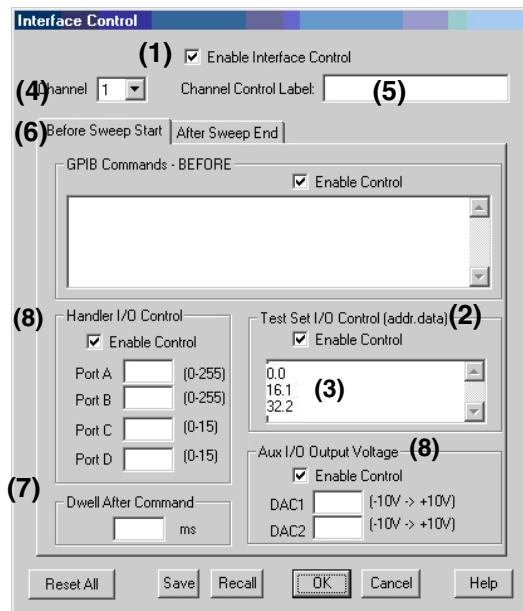 Interface Control
(1) Enable Interface Control
(4) Channel 1 Channel Control Label: (5)
(6) Before Sweep Start After Sweep End
GPIB Commands - BEFORE
Enable Control
(8) Handler I/O Control
Enable Control
Port A (0-255)
Port B (0-255)
Port C (0-15)
Port D (0-15)
Test Set I/O Control (addr.data) (2)
Enable Control
0.0
16.1
32.2
(3)
Aux I/O Output Voltage (8)
Enable Control
DAC1 (-10V -> +10V)
DAC2 (-10V -> +10V)
(7) Dwell After Command
ms
Reset All Save Recall OK Cancel Help